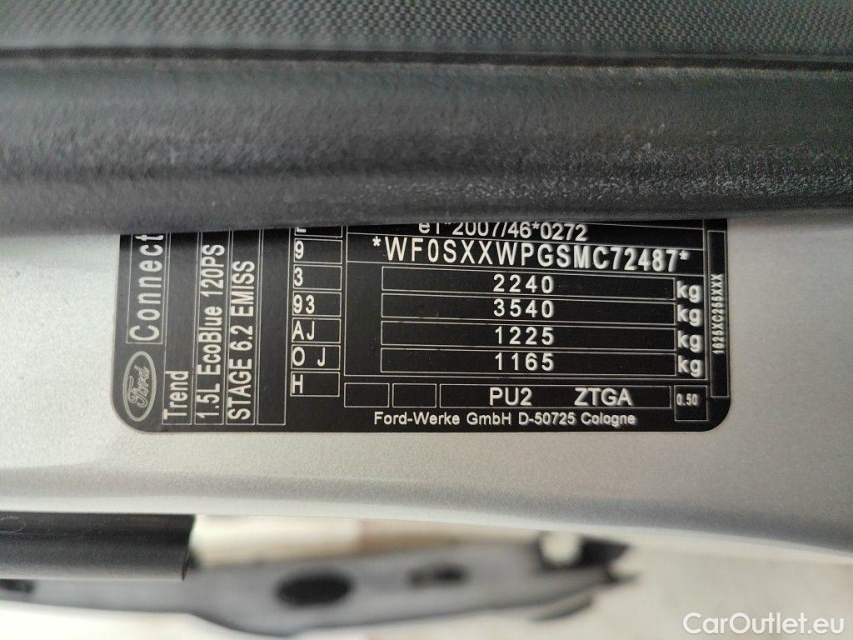 e1*2007/46*0272
*WF0SXXWPGSMC72487*
2240 kg
3540 kg
1225 kg
1165 kg
PU2 ZTGA 0.50
Ford-Werke GmbH D-50725 Cologne
9
3
93
AJ
O J
H
Ford
Connect
Trend
1.5L EcoBlue 120PS
STAGE 6.2 EMISS
1625XC255XXX
CarOutlet.eu